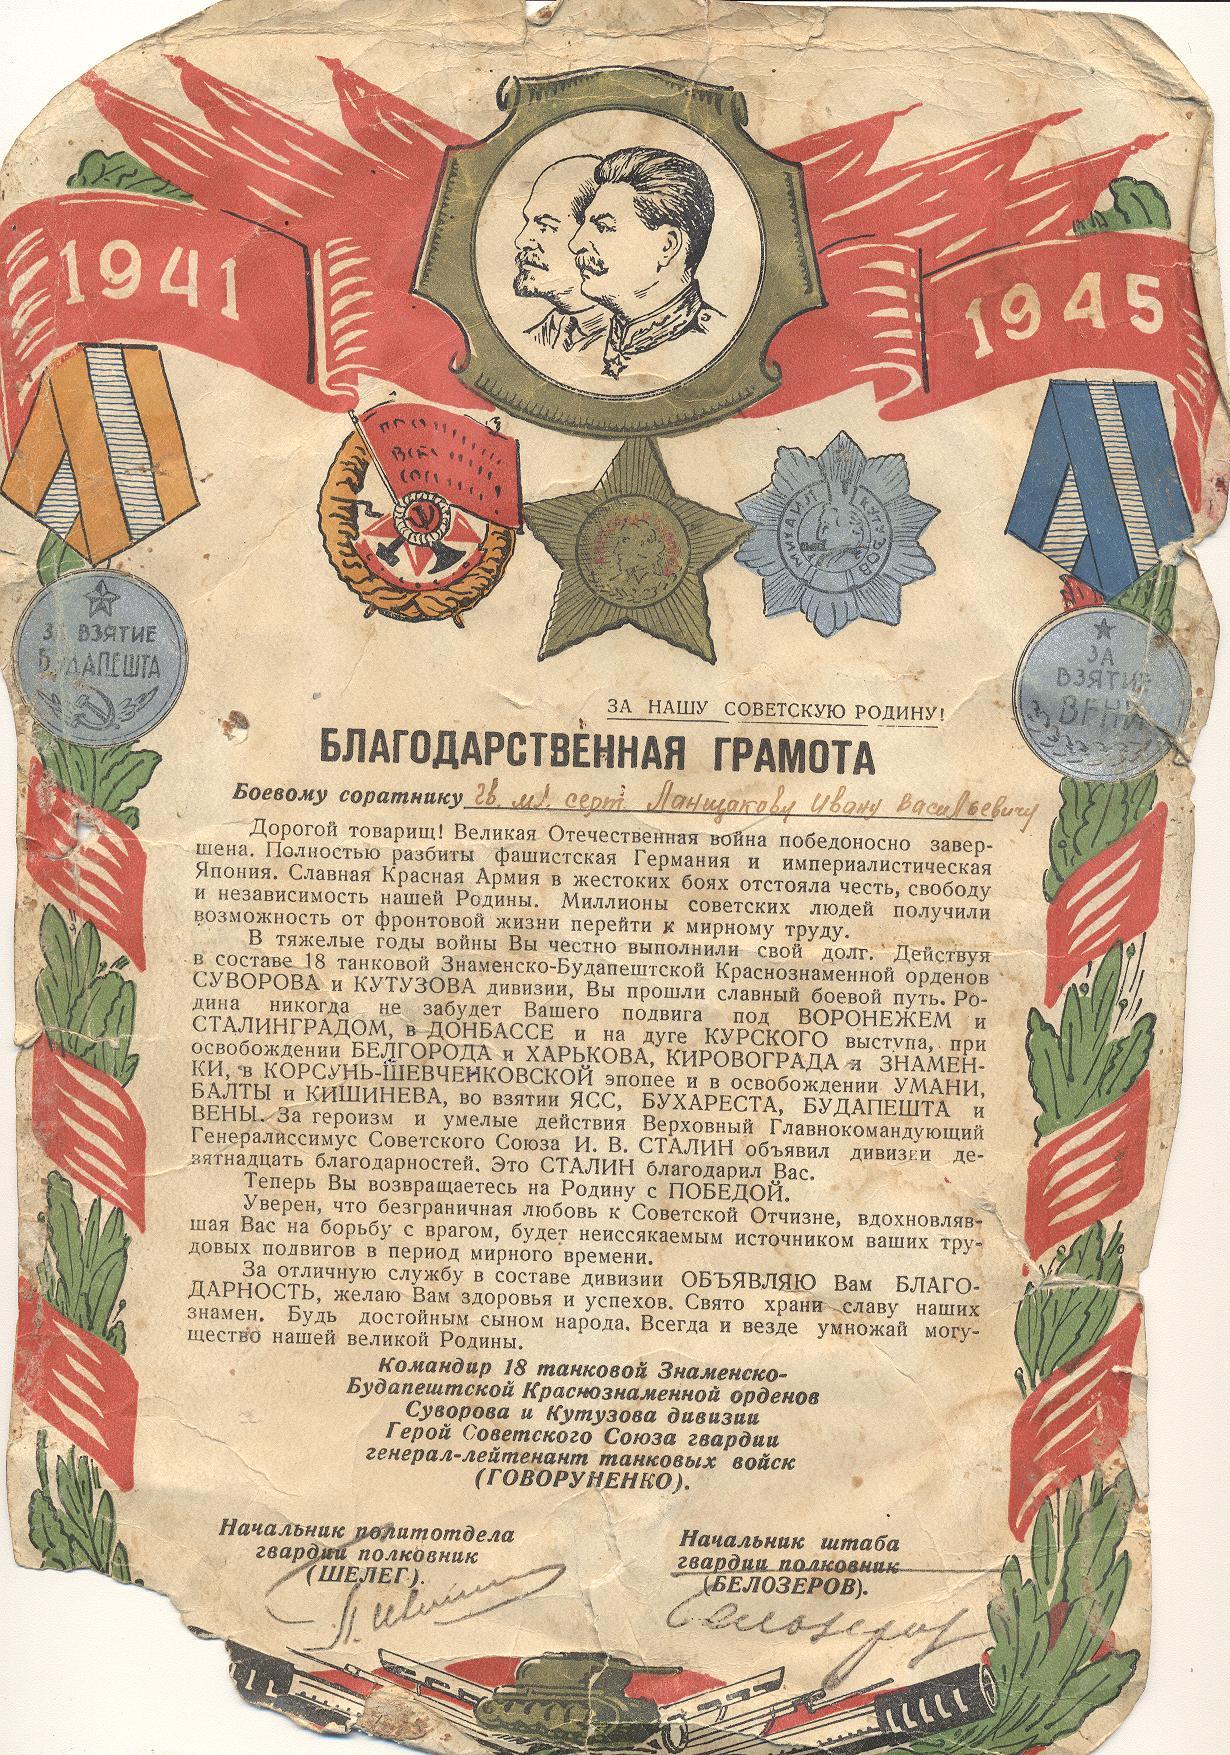 1941
1945
ЗА ВЗЯТИЕ
БУДАПЕШТА
МИХАИЛ КУТУЗОВ
ЗА
ВЗЯТИЕ
ВЕНЫ
ЗА НАШУ СОВЕТСКУЮ РОДИНУ!
БЛАГОДАРСТВЕННАЯ ГРАМОТА
Боевому соратнику гв. мл. серж. Ланщакову Ивану Васильевичу
Дорогой товарищ! Великая Отечественная война победоносно завер-
шена. Полностью разбиты фашистская Германия и империалистическая
Япония. Славная Красная Армия в жестоких боях отстояла честь, свободу
и независимость нашей Родины. Миллионы советских людей получили
возможность от фронтовой жизни перейти к мирному труду.
В тяжелые годы войны Вы честно выполнили свой долг. Действуя
в составе 18 танковой Знаменско-Будапештской Краснознаменной орденов
СУВОРОВА и КУТУЗОВА дивизии, Вы прошли славный боевой путь. Ро-
дина никогда не забудет Вашего подвига под ВОРОНЕЖЕМ и
СТАЛИНГРАДОМ, в ДОНБАССЕ и на дуге КУРСКОГО выступа, при
освобождении БЕЛГОРОДА и ХАРЬКОВА, КИРОВОГРАДА и ЗНАМЕН-
КИ, в КОРСУНЬ-ШЕВЧЕНКОВСКОЙ эпопее и в освобождении УМАНИ,
БАЛТЫ и КИШИНЕВА, во взятии ЯСС, БУХАРЕСТА, БУДАПЕШТА и
ВЕНЫ. За героизм и умелые действия Верховный Главнокомандующий
Генералиссимус Советского Союза И. В. СТАЛИН объявил дивизии де-
вятнадцать благодарностей. Это СТАЛИН благодарил Вас.
Теперь Вы возвращаетесь на Родину с ПОБЕДОЙ.
Уверен, что безграничная любовь к Советской Отчизне, вдохновляв-
шая Вас на борьбу с врагом, будет неиссякаемым источником ваших тру-
довых подвигов в период мирного времени.
За отличную службу в составе дивизии ОБЪЯВЛЯЮ Вам БЛАГО-
ДАРНОСТЬ, желаю Вам здоровья и успехов. Свято храни славу наших
знамен. Будь достойным сыном народа. Всегда и везде умножай могу-
щество нашей великой Родины.
Командир 18 танковой Знаменско-
Будапештской Краснознаменной орденов
Суворова и Кутузова дивизии
Герой Советского Союза гвардии
генерал-лейтенант танковых войск
(ГОВОРУНЕНКО).
Начальник политотдела
гвардии полковник
(ШЕЛЕГ).
Начальник штаба
гвардии полковник
(БЕЛОЗЕРОВ).
Белозеров